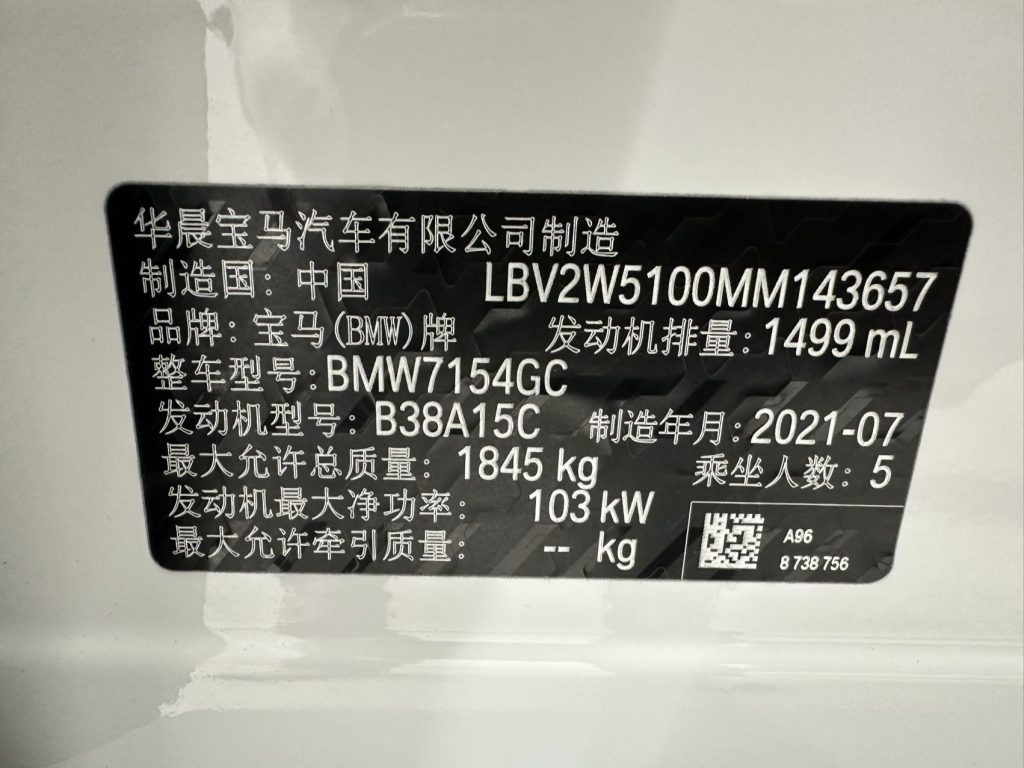 华晨宝马汽车有限公司制造
制造国: 中国 LBV2W5100MM143657
品牌: 宝马(BMW)牌 发动机排量: 1499 mL
整车型号: BMW7154GC
发动机型号: B38A15C 制造年月: 2021-07
最大允许总质量: 1845 kg 乘坐人数: 5
发动机最大净功率: 103 kW
最大允许牵引质量: -- kg
A96
8 738 756